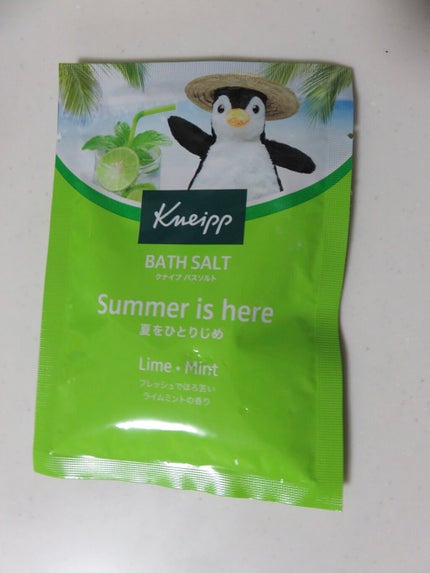 Kneipp
BATH SALT
クナイプ バスソルト
Summer is here
夏をひとりじめ
Lime・Mint
フレッシュでほろ苦い
ライムミントの香り